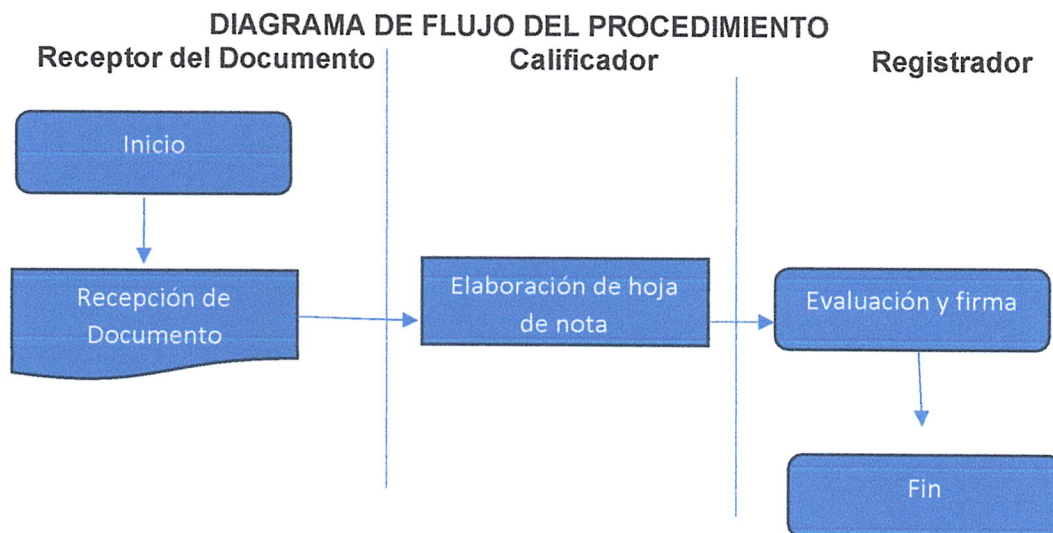 DIAGRAMA DE FLUJO DEL PROCEDIMIENTO
Receptor del Documento
Calificador
Registrador
Inicio
Recepción de
Documento
Elaboración de hoja
de nota
Evaluación y firma
Fin